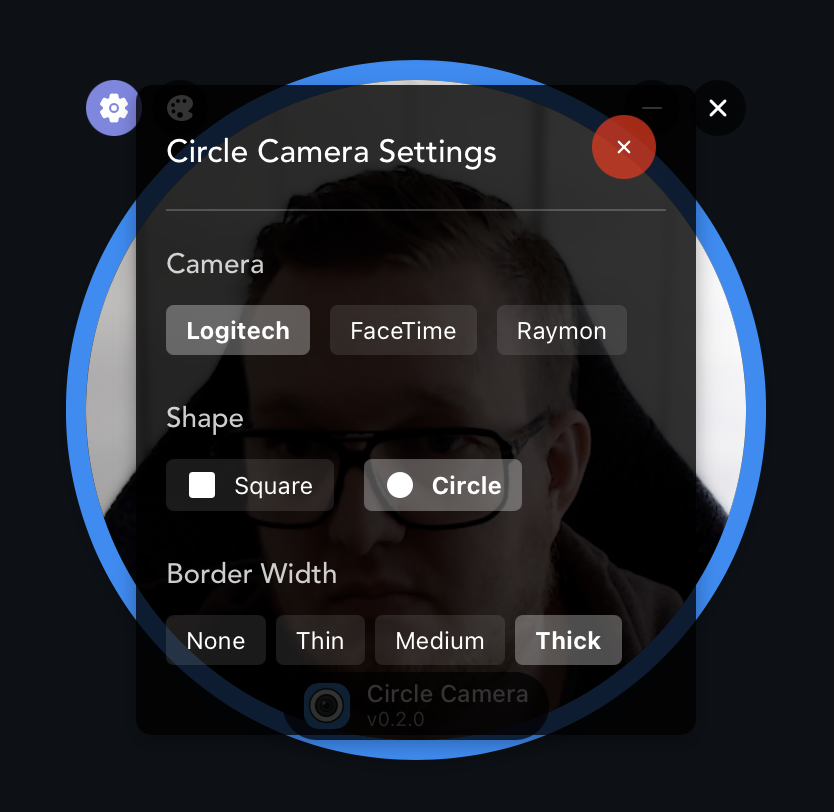 Circle Camera Settings
Camera
Logitech FaceTime Raymon
Shape
Square Circle
Border Width
None Thin Medium Thick
Circle Camera
v0.2.0